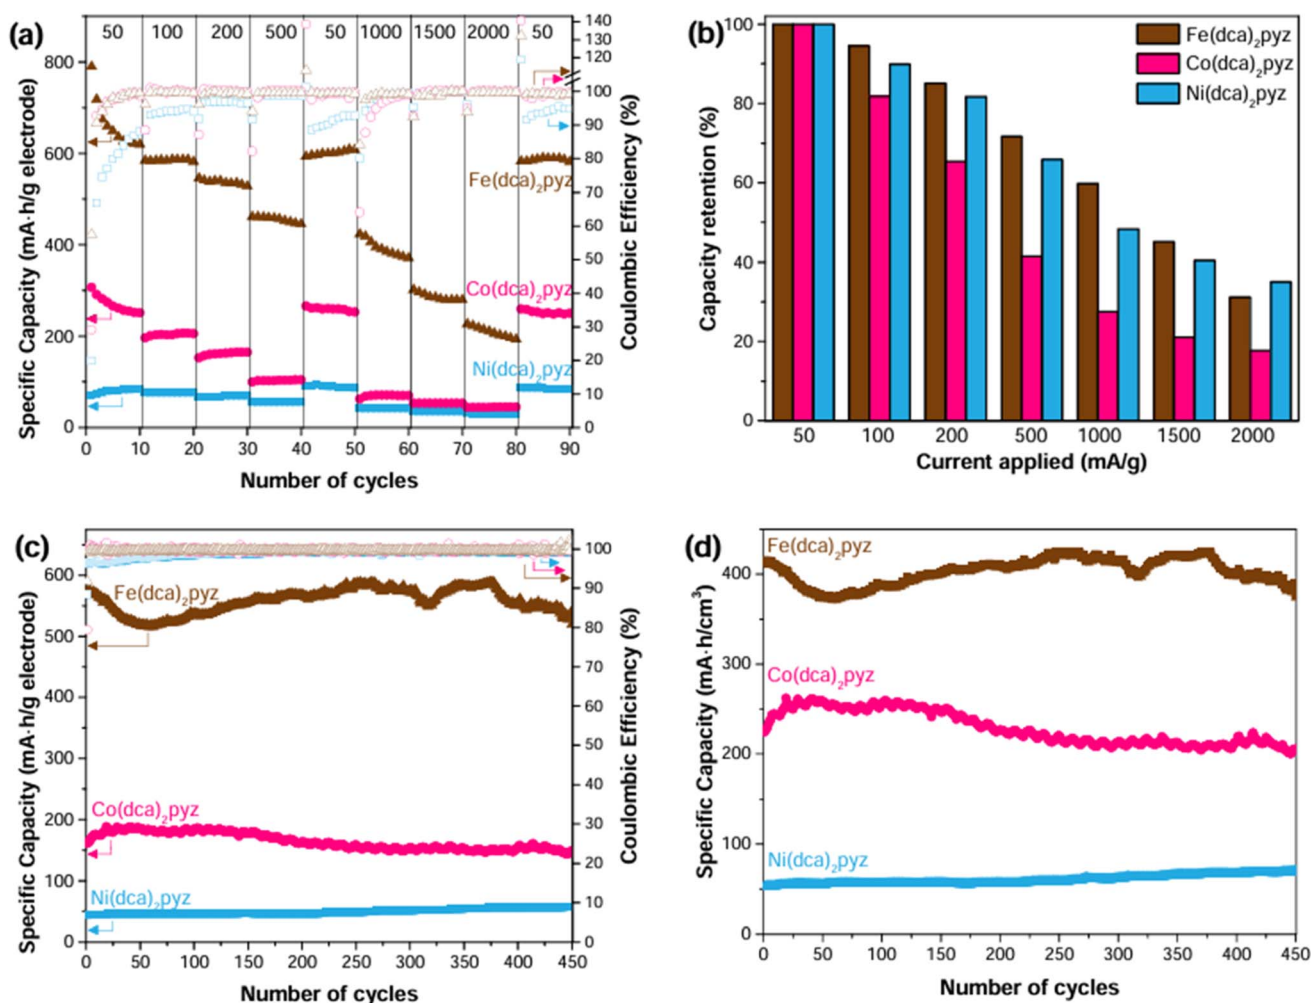 (a)
50 100 200 500 50 1000 1500 2000 50
140
130
120
100
90
80
70
60
50
40
30
20
10
0
Coulombic Efficiency (%)
800
600
400
200
0
Specific Capacity (mA·h/g electrode)
Fe(dca)₂pyz
Co(dca)₂pyz
Ni(dca)₂pyz
0 10 20 30 40 50 60 70 80 90
Number of cycles
(b)
Fe(dca)₂pyz
Co(dca)₂pyz
Ni(dca)₂pyz
100
80
60
40
20
0
Capacity retention (%)
50 100 200 500 1000 1500 2000
Current applied (mA/g)
(c)
600
500
400
300
200
100
0
Specific Capacity (mA·h/g electrode)
Fe(dca)₂pyz
Co(dca)₂pyz
Ni(dca)₂pyz
100
90
80
70
60
50
40
30
20
10
0
Coulombic Efficiency (%)
0 50 100 150 200 250 300 350 400 450
Number of cycles
(d)
400
300
200
100
0
Specific Capacity (mA·h/cm³)
Fe(dca)₂pyz
Co(dca)₂pyz
Ni(dca)₂pyz
0 50 100 150 200 250 300 350 400 450
Number of cycles